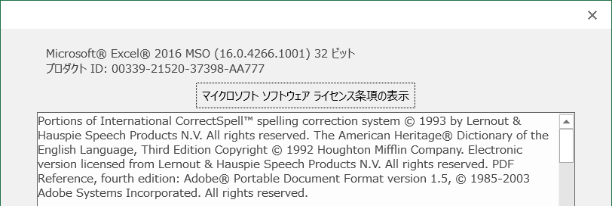 Microsoft® Excel® 2016 MSO (16.0.4266.1001) 32 ビット
プロダクト ID: 00339-21520-37398-AA777
マイクロソフト ソフトウェア ライセンス条項の表示
Portions of International CorrectSpell™ spelling correction system © 1993 by Lernout &
Hauspie Speech Products N.V. All rights reserved. The American Heritage® Dictionary of the
English Language, Third Edition Copyright © 1992 Houghton Mifflin Company. Electronic
version licensed from Lernout & Hauspie Speech Products N.V. All rights reserved. PDF
Reference, fourth edition: Adobe® Portable Document Format version 1.5, © 1985-2003
Adobe Systems Incorporated. All rights reserved.